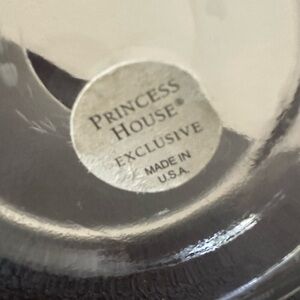 PRINCESS
HOUSE®
EXCLUSIVE
MADE IN
U.S.A.